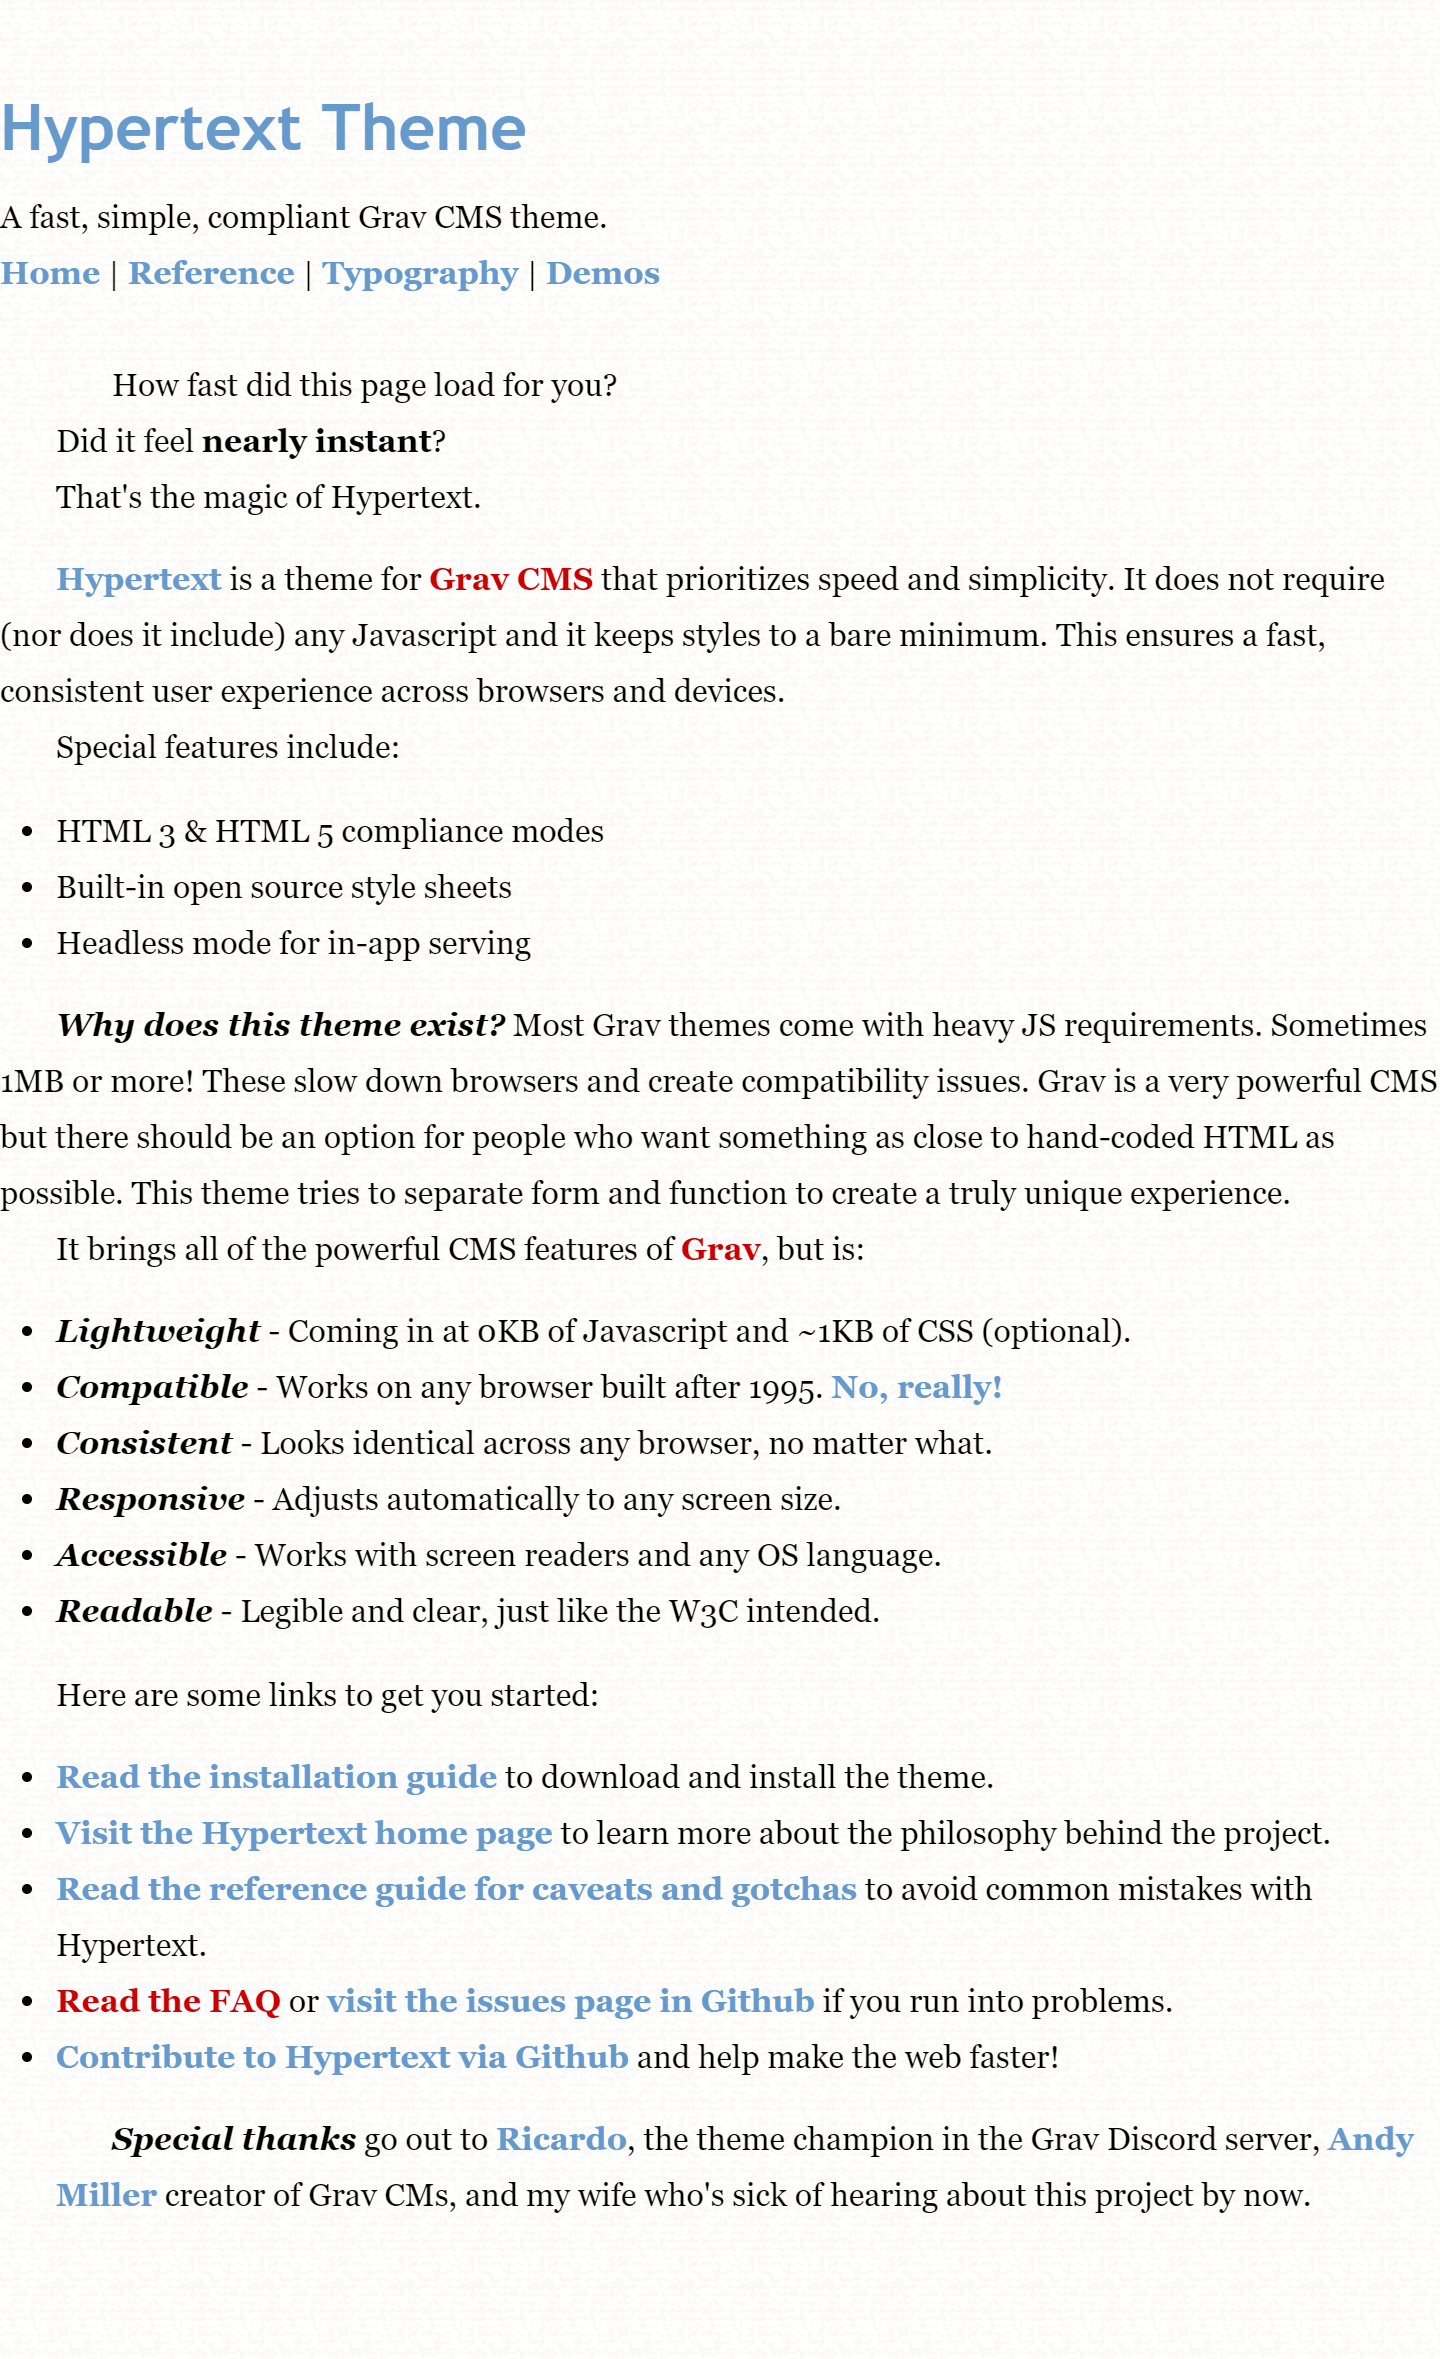 Hypertext Theme
A fast, simple, compliant Grav CMS theme.
Home | Reference | Typography | Demos
How fast did this page load for you?
Did it feel nearly instant?
That's the magic of Hypertext.
Hypertext is a theme for Grav CMS that prioritizes speed and simplicity. It does not require
(nor does it include) any Javascript and it keeps styles to a bare minimum. This ensures a fast,
consistent user experience across browsers and devices.
Special features include:
• HTML 3 & HTML 5 compliance modes
• Built-in open source style sheets
• Headless mode for in-app serving
Why does this theme exist? Most Grav themes come with heavy JS requirements. Sometimes
1MB or more! These slow down browsers and create compatibility issues. Grav is a very powerful CMS
but there should be an option for people who want something as close to hand-coded HTML as
possible. This theme tries to separate form and function to create a truly unique experience.
It brings all of the powerful CMS features of Grav, but is:
• Lightweight - Coming in at 0KB of Javascript and ~1KB of CSS (optional).
• Compatible - Works on any browser built after 1995. No, really!
• Consistent - Looks identical across any browser, no matter what.
• Responsive - Adjusts automatically to any screen size.
• Accessible - Works with screen readers and any OS language.
• Readable - Legible and clear, just like the W3C intended.
Here are some links to get you started:
• Read the installation guide to download and install the theme.
• Visit the Hypertext home page to learn more about the philosophy behind the project.
• Read the reference guide for caveats and gotchas to avoid common mistakes with
Hypertext.
• Read the FAQ or visit the issues page in Github if you run into problems.
• Contribute to Hypertext via Github and help make the web faster!
Special thanks go out to Ricardo, the theme champion in the Grav Discord server, Andy
Miller creator of Grav CMs, and my wife who's sick of hearing about this project by now.